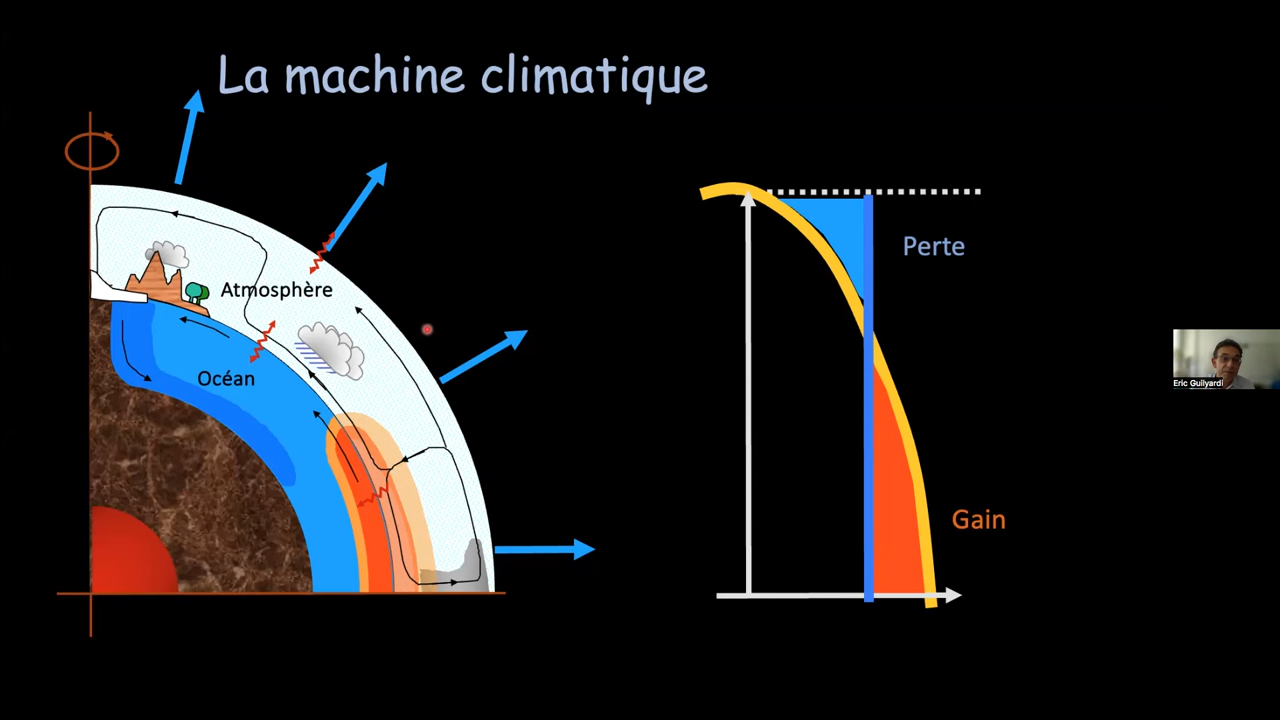 La machine climatique
Atmosphère
Océan
Perte
Gain
Eric Guilyardi